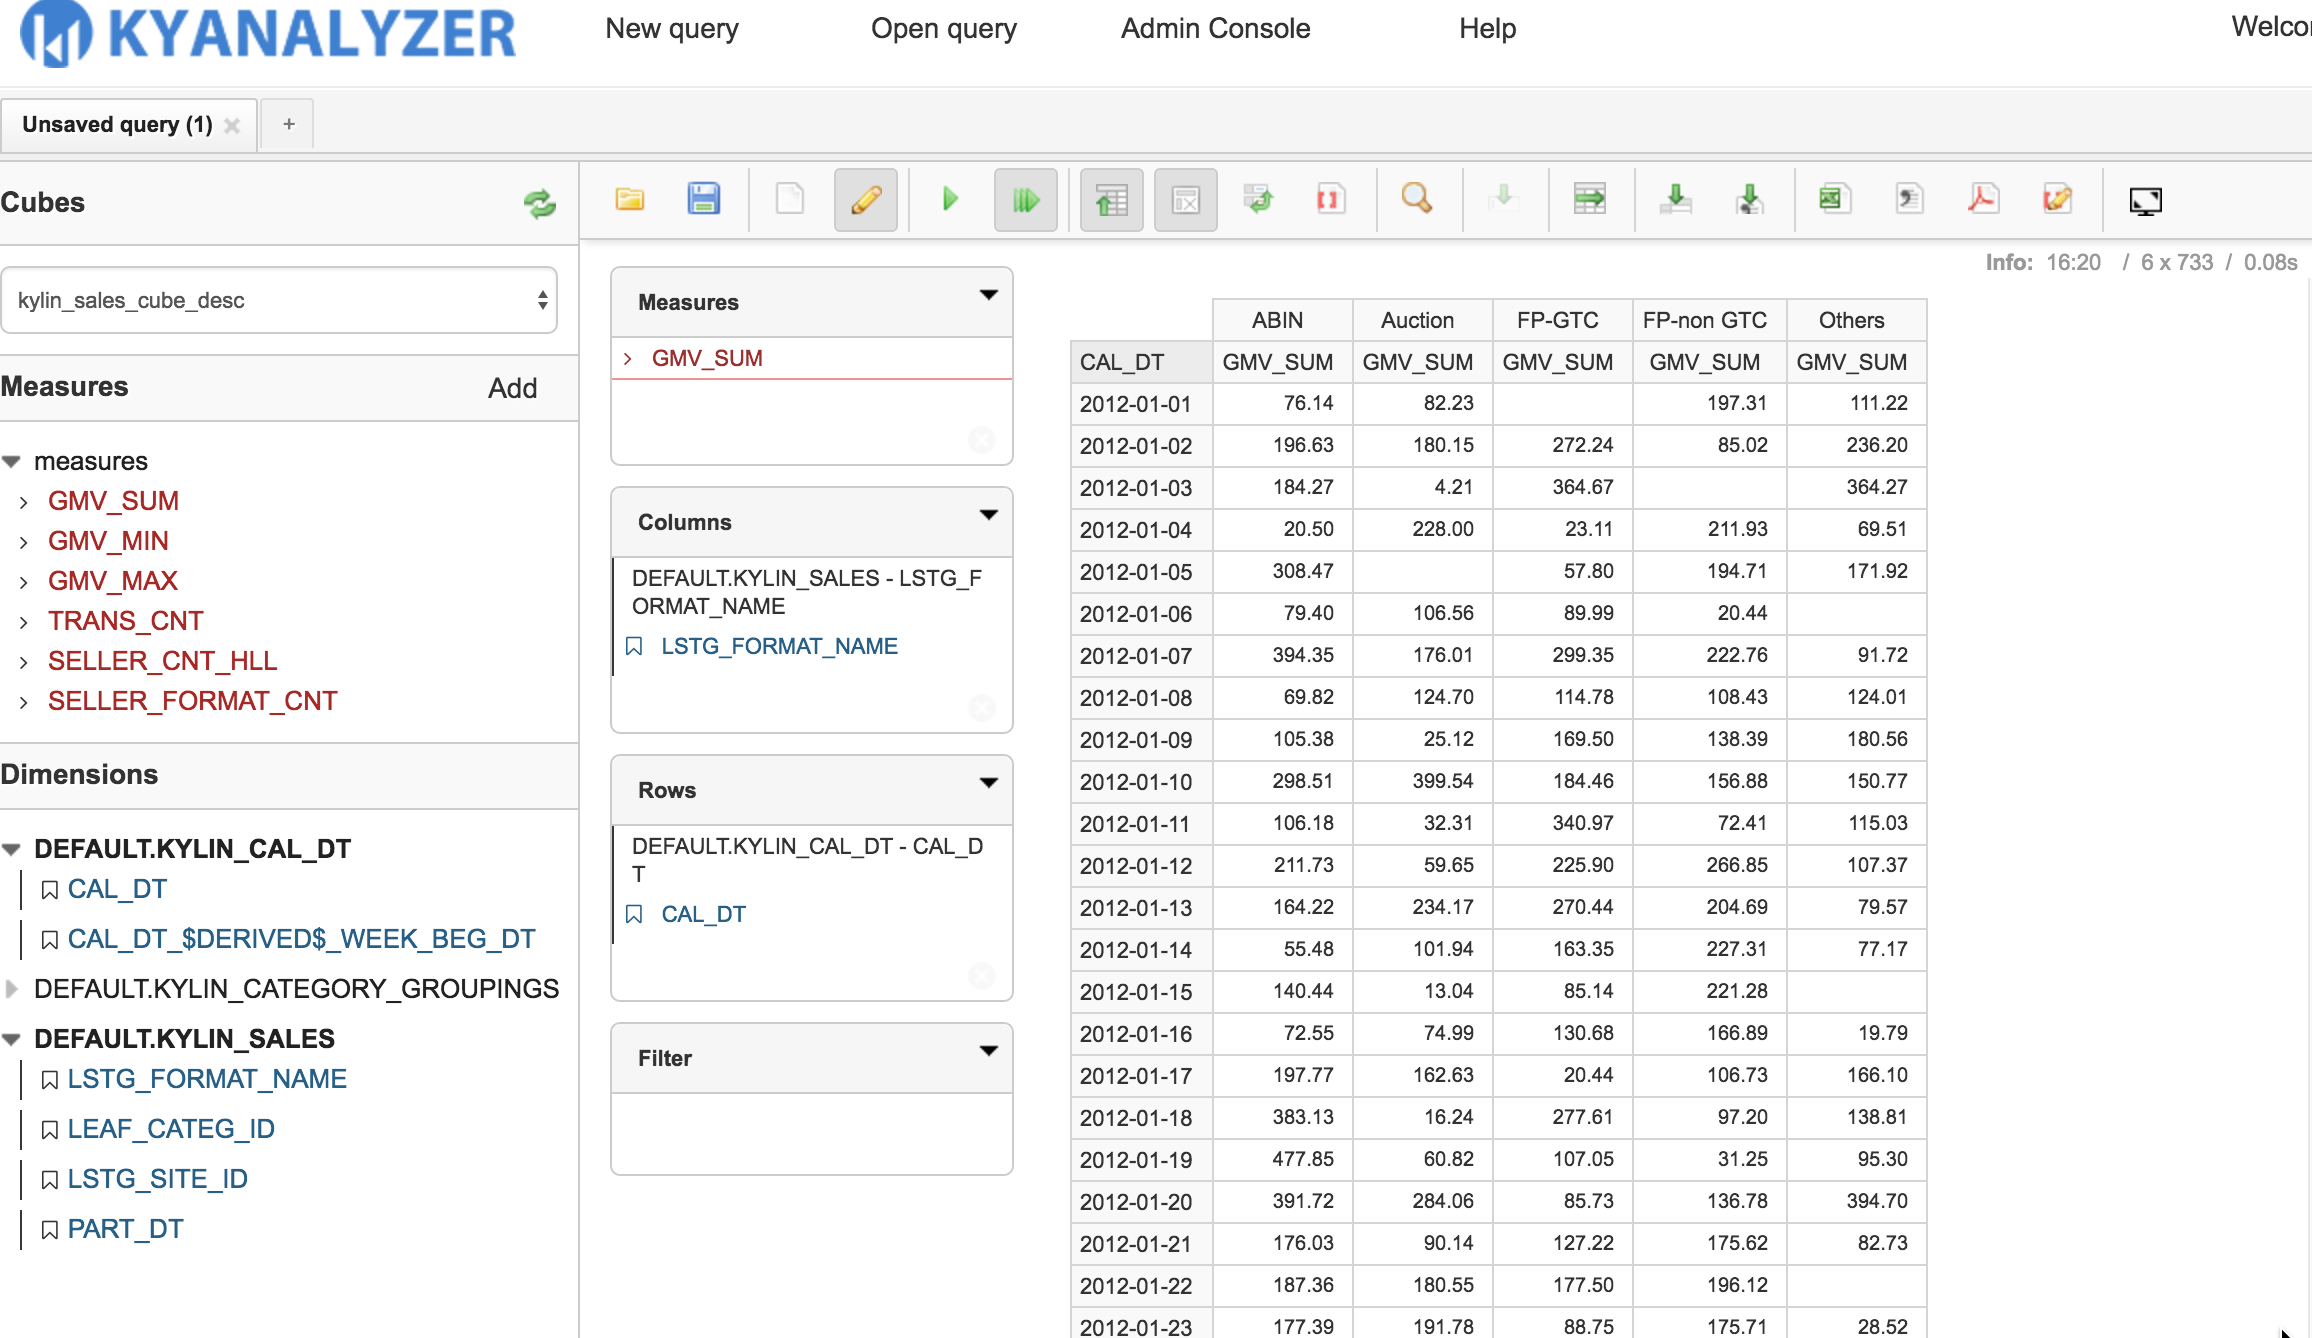 KYANALYZER
New query Open query Admin Console Help
Unsaved query (1) +
Cubes
kylin_sales_cube_desc
Measures Add
measures
GMV_SUM
GMV_MIN
GMV_MAX
TRANS_CNT
SELLER_CNT_HLL
SELLER_FORMAT_CNT
Dimensions
DEFAULT.KYLIN_CAL_DT
CAL_DT
CAL_DT_$DERIVED$_WEEK_BEG_DT
DEFAULT.KYLIN_CATEGORY_GROUPINGS
DEFAULT.KYLIN_SALES
LSTG_FORMAT_NAME
LEAF_CATEG_ID
LSTG_SITE_ID
PART_DT
Measures
GMV_SUM
Columns
DEFAULT.KYLIN_SALES - LSTG_F
ORMAT_NAME
LSTG_FORMAT_NAME
Rows
DEFAULT.KYLIN_CAL_DT - CAL_D
T
CAL_DT
Filter
Info: 16:20 / 6 x 733 / 0.08s
ABIN Auction FP-GTC FP-non GTC Others
CAL_DT GMV_SUM GMV_SUM GMV_SUM GMV_SUM GMV_SUM
2012-01-01 76.14 82.23 197.31 111.22
2012-01-02 196.63 180.15 272.24 85.02 236.20
2012-01-03 184.27 4.21 364.67 364.27
2012-01-04 20.50 228.00 23.11 211.93 69.51
2012-01-05 308.47 57.80 194.71 171.92
2012-01-06 79.40 106.56 89.99 20.44
2012-01-07 394.35 176.01 299.35 222.76 91.72
2012-01-08 69.82 124.70 114.78 108.43 124.01
2012-01-09 105.38 25.12 169.50 138.39 180.56
2012-01-10 298.51 399.54 184.46 156.88 150.77
2012-01-11 106.18 32.31 340.97 72.41 115.03
2012-01-12 211.73 59.65 225.90 266.85 107.37
2012-01-13 164.22 234.17 270.44 204.69 79.57
2012-01-14 55.48 101.94 163.35 227.31 77.17
2012-01-15 140.44 13.04 85.14 221.28
2012-01-16 72.55 74.99 130.68 166.89 19.79
2012-01-17 197.77 162.63 20.44 106.73 166.10
2012-01-18 383.13 16.24 277.61 97.20 138.81
2012-01-19 477.85 60.82 107.05 31.25 95.30
2012-01-20 391.72 284.06 85.73 136.78 394.70
2012-01-21 176.03 90.14 127.22 175.62 82.73
2012-01-22 187.36 180.55 177.50 196.12
2012-01-23 177.39 191.78 88.75 175.71 28.52